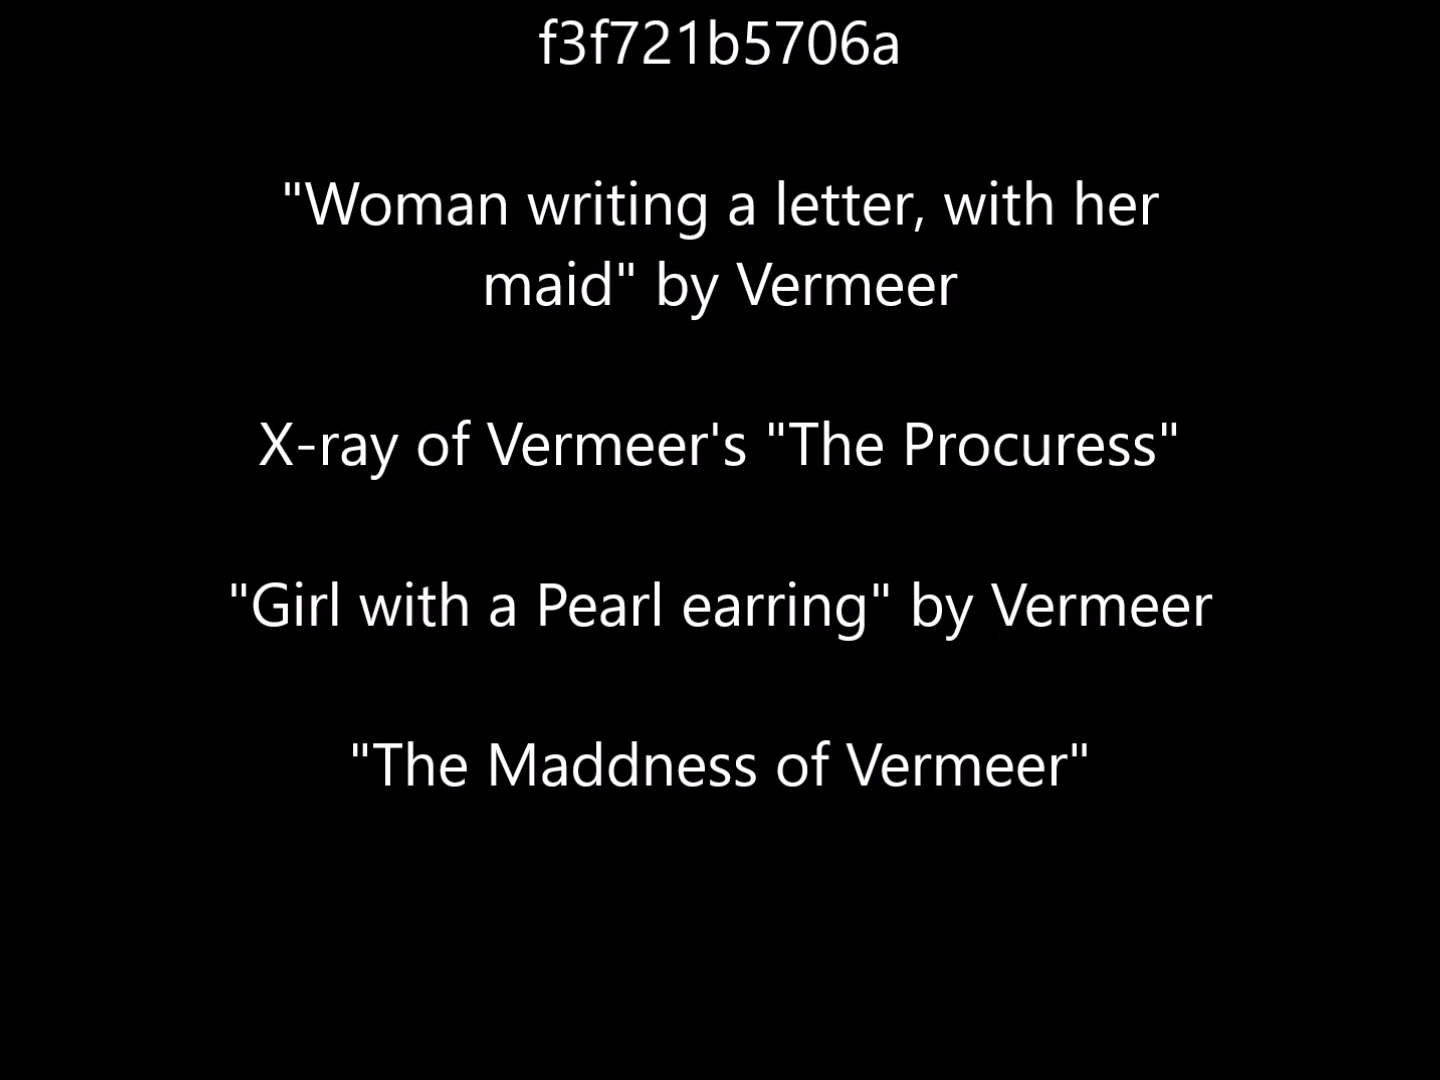 f3f721b5706a
"Woman writing a letter, with her
maid" by Vermeer
X-ray of Vermeer's "The Procuress"
"Girl with a Pearl earring" by Vermeer
"The Maddness of Vermeer"